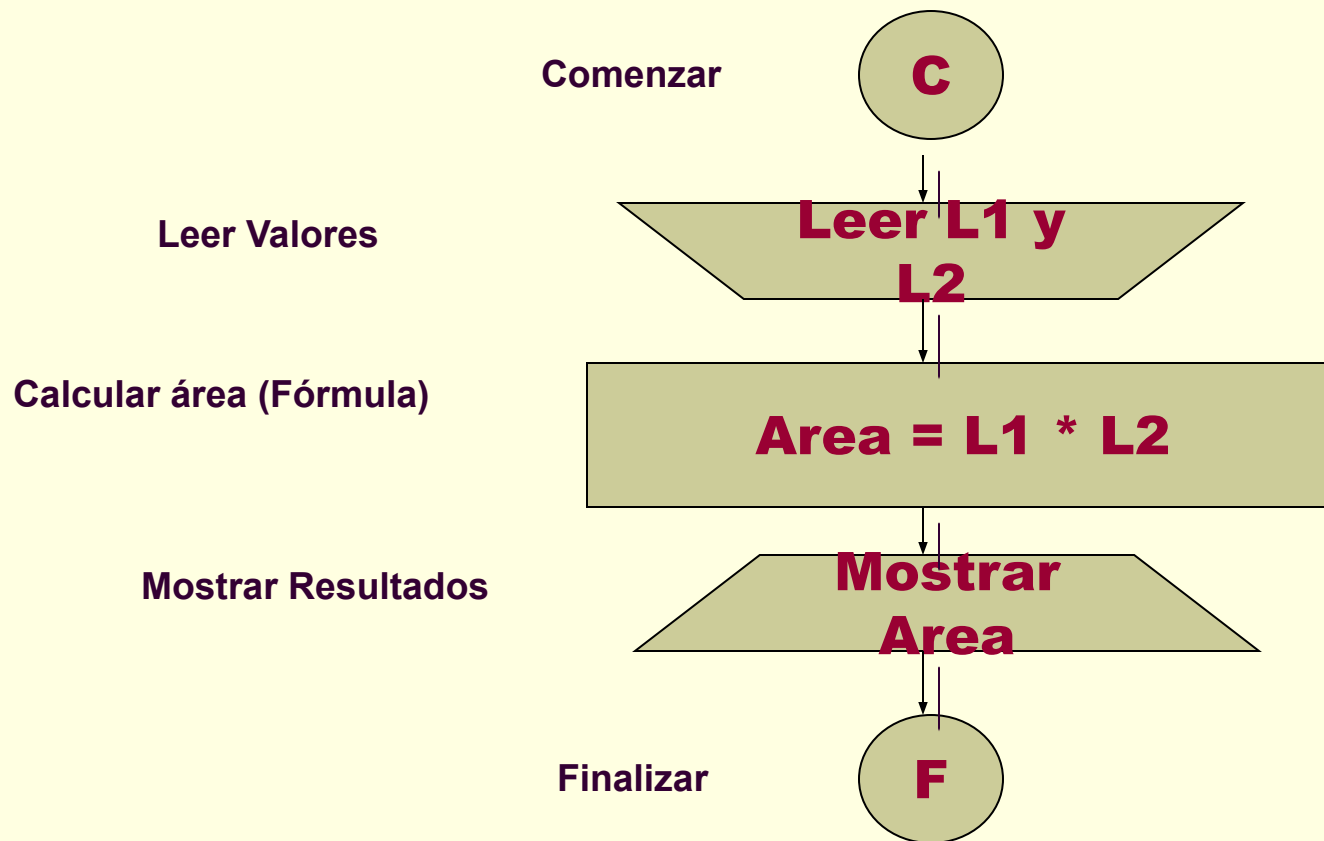 Comenzar
C
Leer Valores
Leer L1 y
L2
Calcular área (Fórmula)
Area = L1 * L2
Mostrar Resultados
Mostrar
Area
Finalizar
F